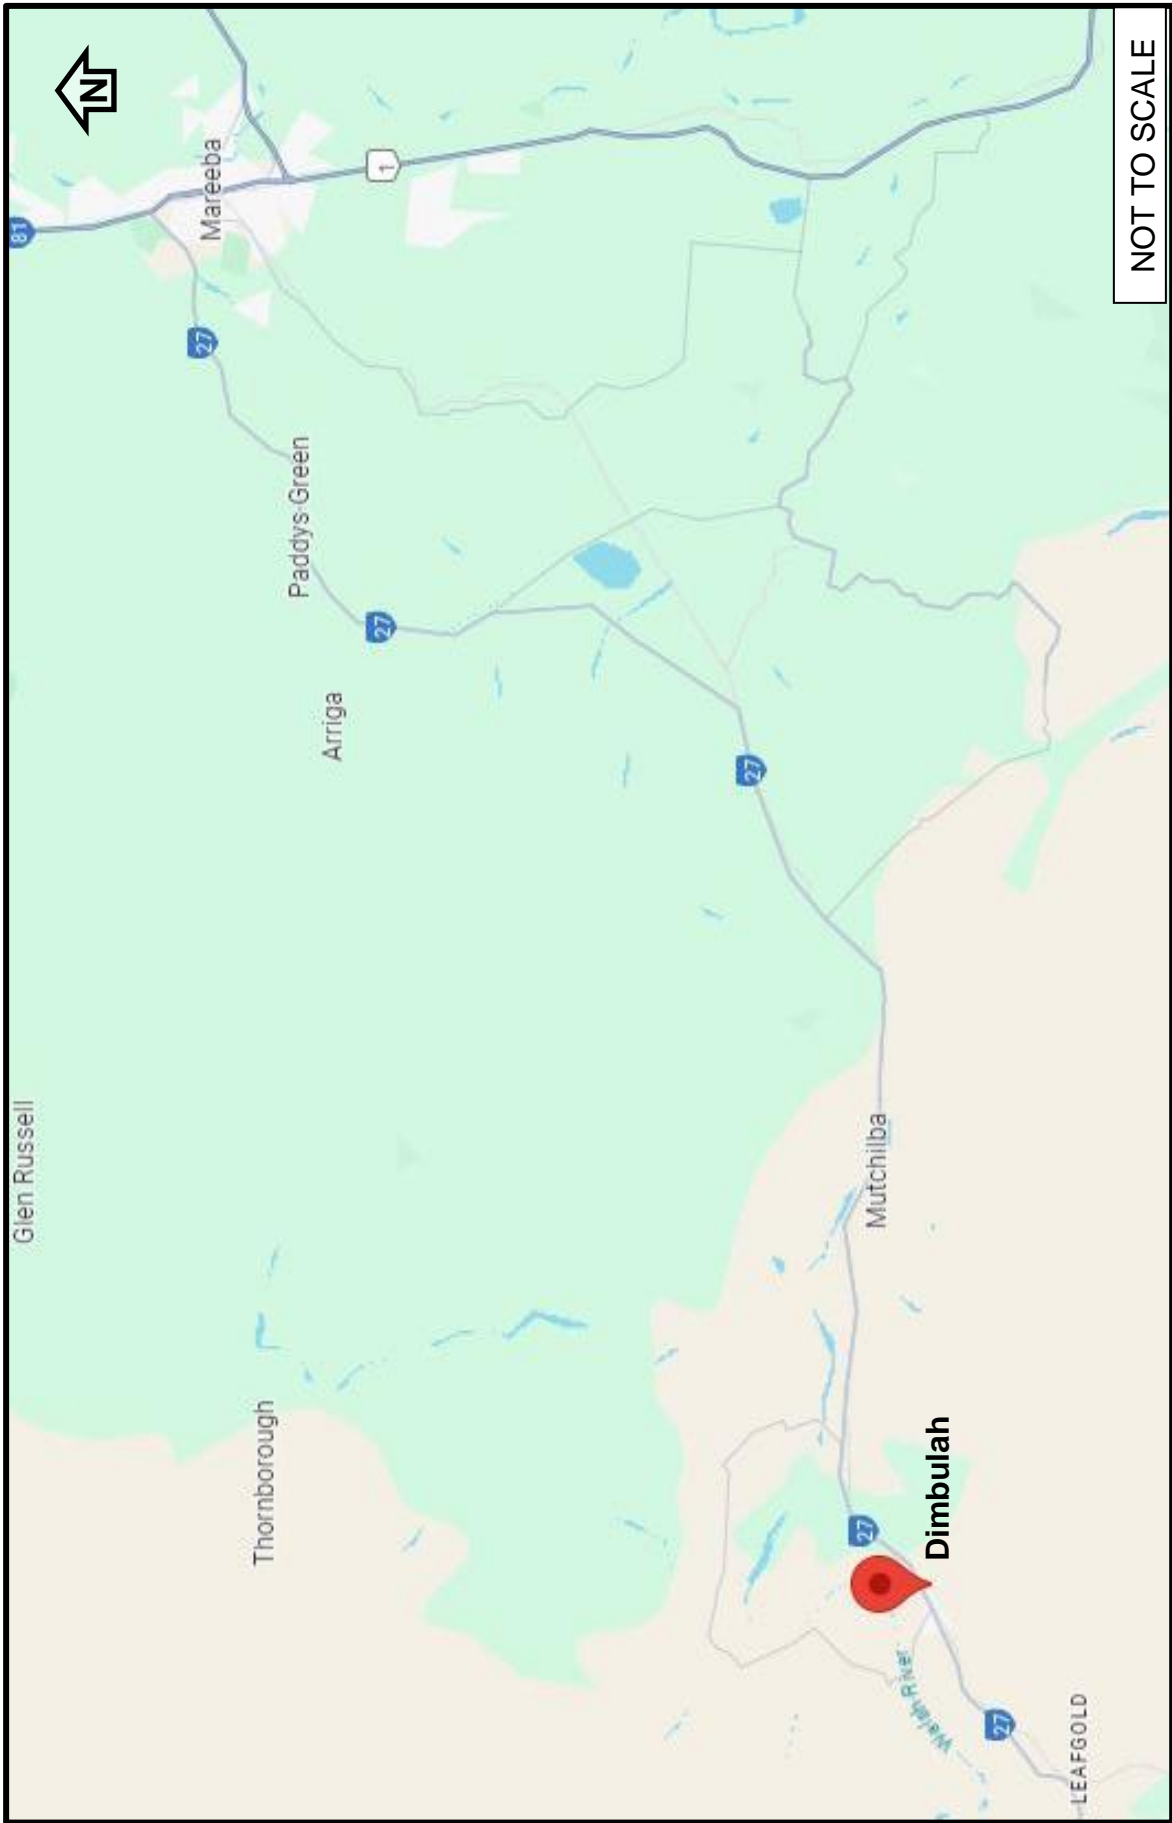 N
81
Mareeba
1
27
Paddys Green
27
Arriga
27
Glen Russell
Thornborough
Mutchilba
27
Dimbulah
Walsh River
27
LEAFGOLD
NOT TO SCALE